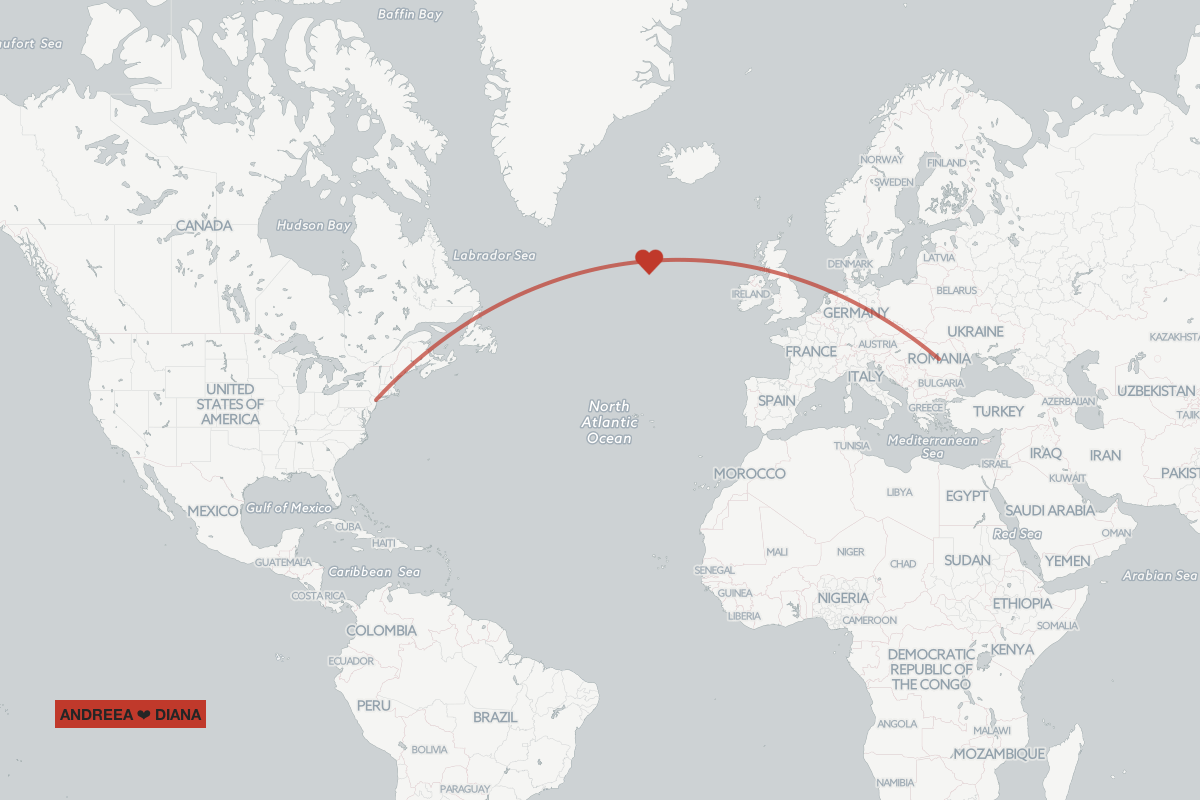 Baffin Bay
aufort Sea
NORWAY
FINLAND
SWEDEN
CANADA
Hudson Bay
Labrador Sea
DENMARK
LATVIA
IRELAND
BELARUS
GERMANY
UKRAINE
KAZAKHSTA
FRANCE
AUSTRIA
ROMANIA
ITALY
BULGARIA
UNITED
STATES OF
AMERICA
UZBEKISTAN
SPAIN
AZERBAIJAN
GREECE
TURKEY
TAJIK
North
Atlantic
Ocean
TUNISIA
Mediterranean
Sea
IRAQ
IRAN
ISRAEL
MOROCCO
KUWAIT
PAKIST
LIBYA
EGYPT
MEXICO
Gulf of Mexico
SAUDI ARABIA
CUBA
Red Sea
OMAN
HAITI
MALI
NIGER
CHAD
SUDAN
YEMEN
GUATEMALA
Caribbean Sea
SENEGAL
Arabian Sea
COSTA RICA
GUINEA
NIGERIA
ETHIOPIA
LIBERIA
CAMEROON
SOMALIA
COLOMBIA
KENYA
ECUADOR
DEMOCRATIC
REPUBLIC OF
THE CONGO
PERU
BRAZIL
ANDREEA ❤ DIANA
ANGOLA
MALAWI
BOLIVIA
MOZAMBIQUE
NAMIBIA
PARAGUAY